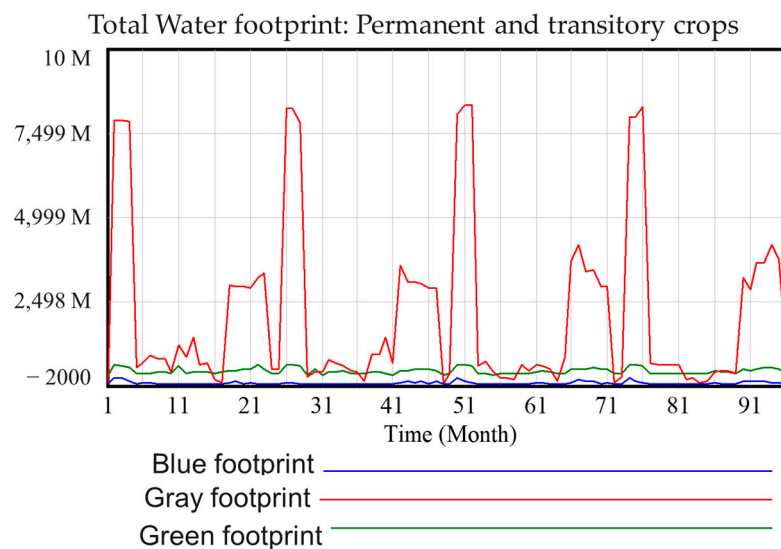 Total Water footprint: Permanent and transitory crops
10 M
7,499 M
4,999 M
2,498 M
– 2000
1 11 21 31 41 51 61 71 81 91
Time (Month)
Blue footprint
Gray footprint
Green footprint